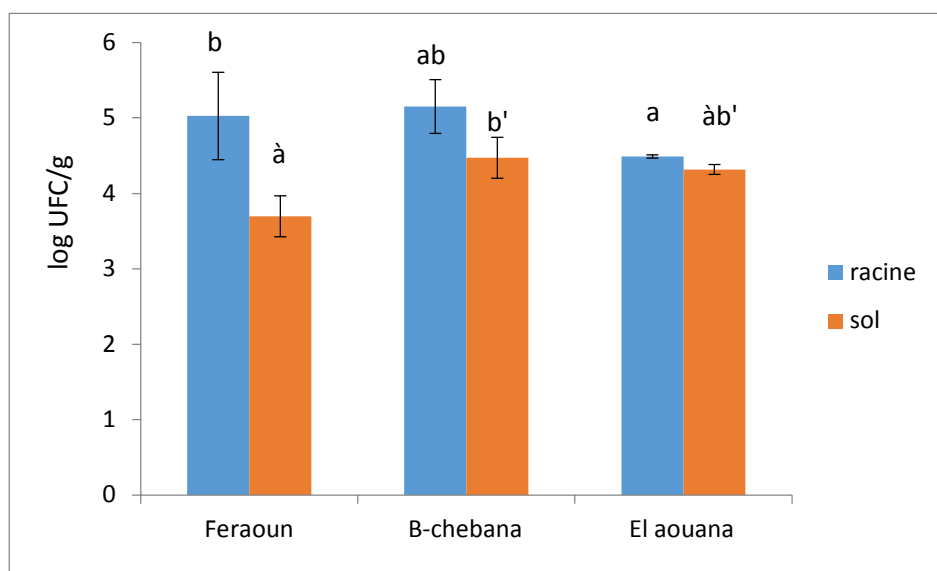 log UFC/g
6
5
4
3
2
1
0
b
à
ab
b'
a
àb'
Feraoun
B-chebana
El aouana
racine
sol